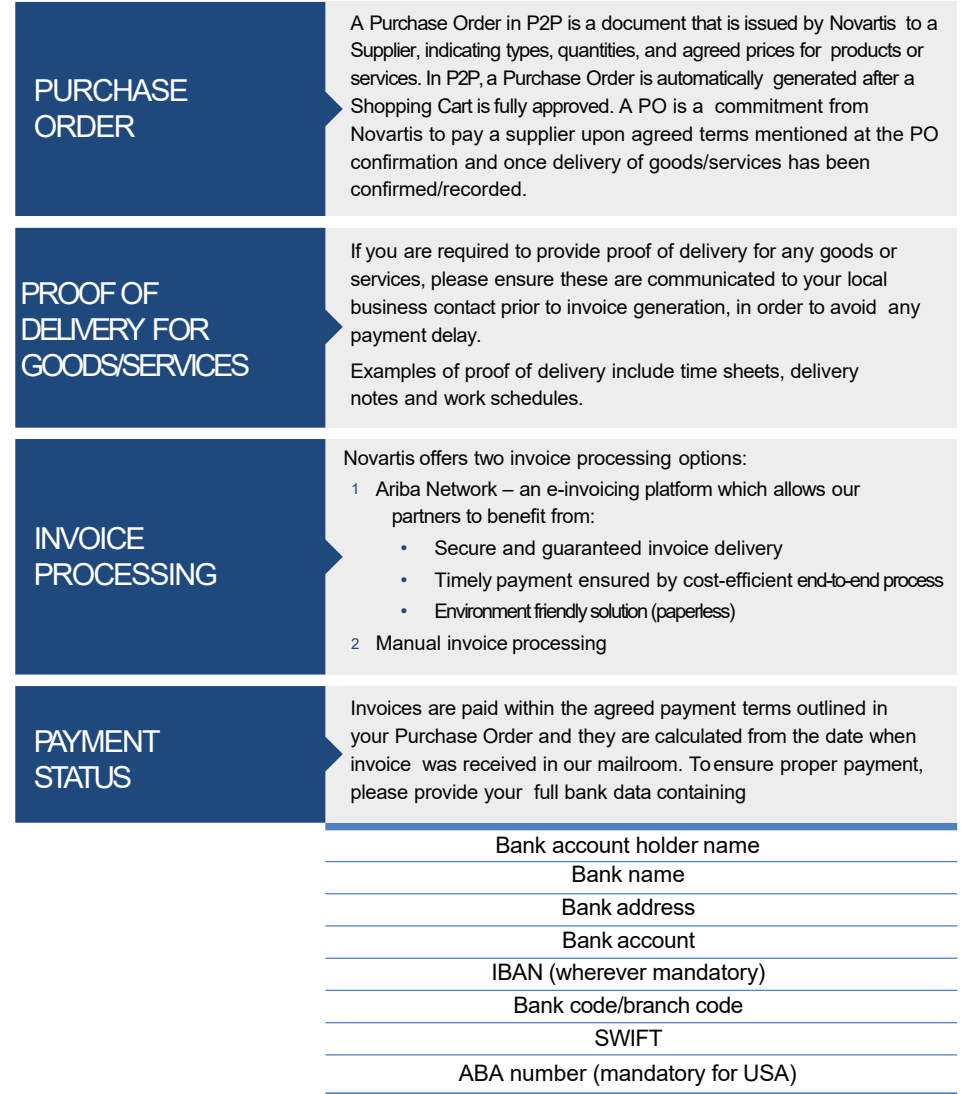 PURCHASE
ORDER
A Purchase Order in P2P is a document that is issued by Novartis to a
Supplier, indicating types, quantities, and agreed prices for products or
services. In P2P, a Purchase Order is automatically generated after a
Shopping Cart is fully approved. A PO is a commitment from
Novartis to pay a supplier upon agreed terms mentioned at the PO
confirmation and once delivery of goods/services has been
confirmed/recorded.
PROOF OF
DELIVERY FOR
GOODS/SERVICES
If you are required to provide proof of delivery for any goods or
services, please ensure these are communicated to your local
business contact prior to invoice generation, in order to avoid any
payment delay.
Examples of proof of delivery include time sheets, delivery
notes and work schedules.
INVOICE
PROCESSING
Novartis offers two invoice processing options:
1 Ariba Network – an e-invoicing platform which allows our
partners to benefit from:
• Secure and guaranteed invoice delivery
• Timely payment ensured by cost-efficient end-to-end process
• Environment friendly solution (paperless)
2 Manual invoice processing
PAYMENT
STATUS
Invoices are paid within the agreed payment terms outlined in
your Purchase Order and they are calculated from the date when
invoice was received in our mailroom. To ensure proper payment,
please provide your full bank data containing
Bank account holder name
Bank name
Bank address
Bank account
IBAN (wherever mandatory)
Bank code/branch code
SWIFT
ABA number (mandatory for USA)